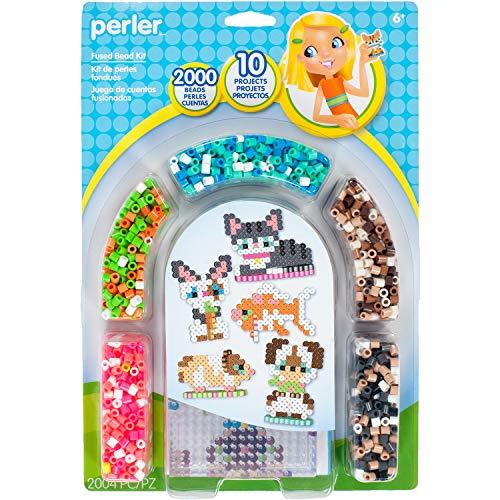 perler
6+
Fused Bead Kit
Kit de perles
fondues
Juego de cuentas
fusionados
2000
BEADS
PERLES
CUENTAS
10
PROJECTS
PROJETS
PROYECTOS
2004 PC/PZ